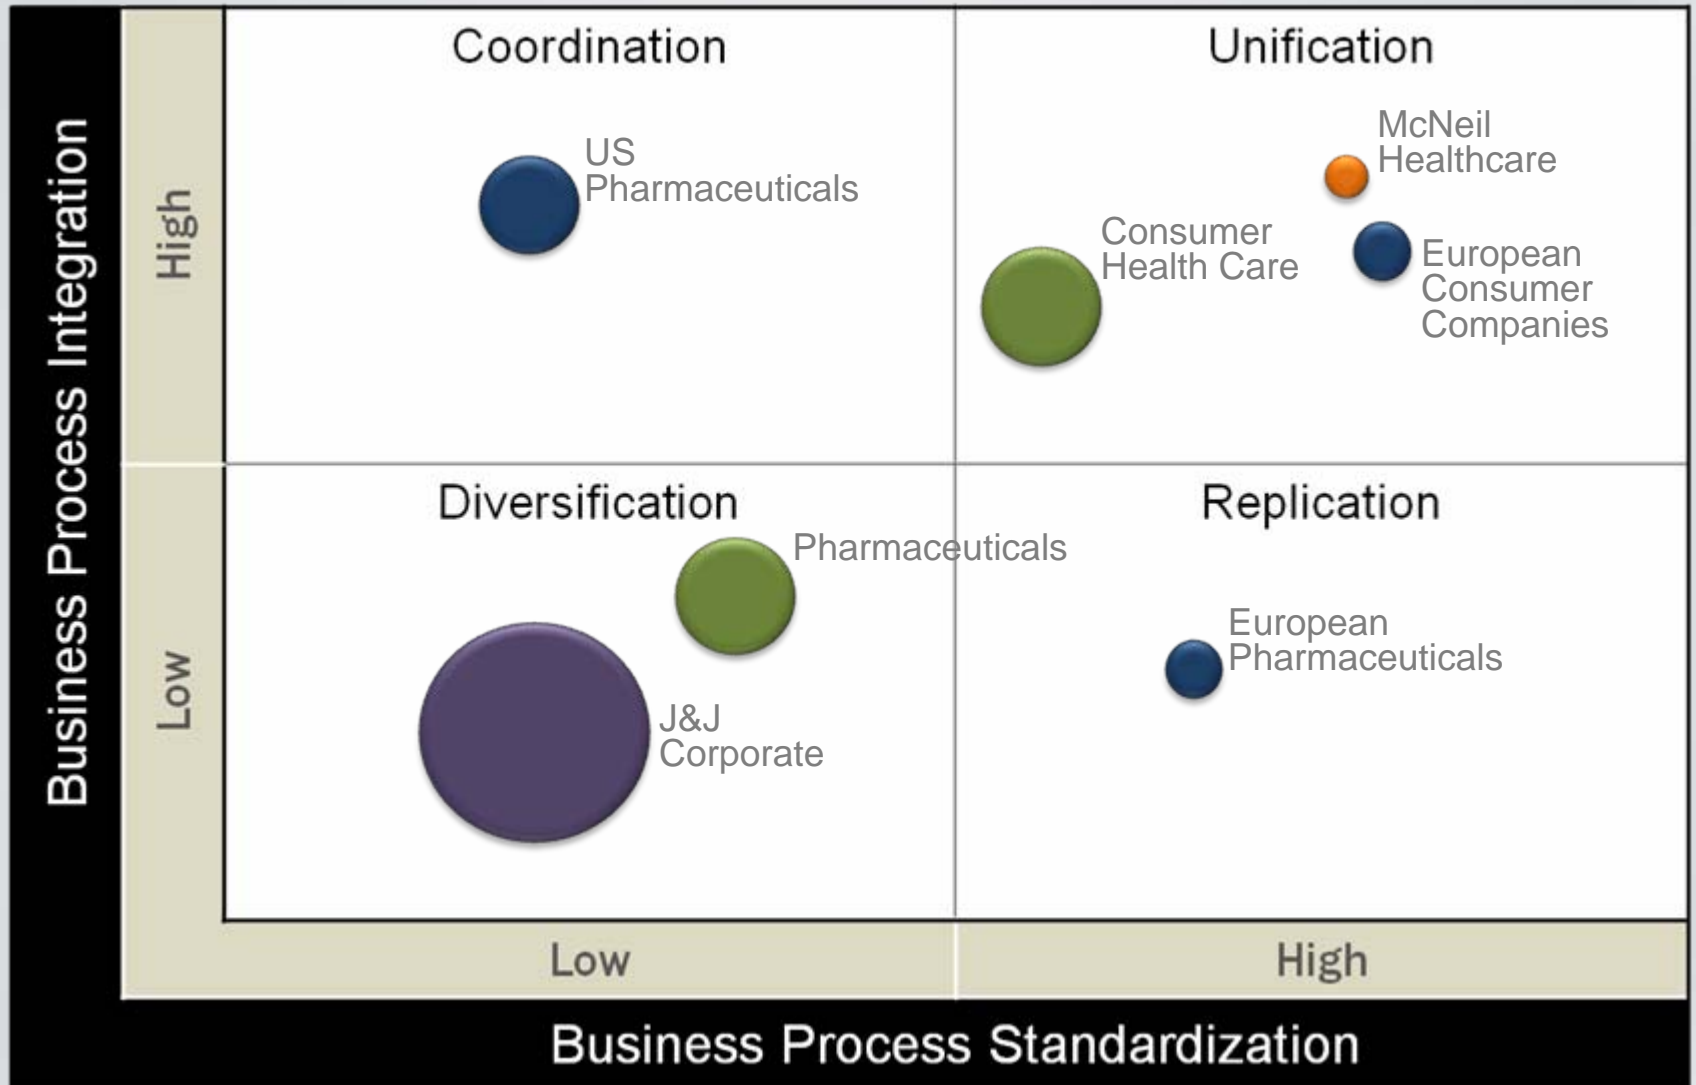 Business Process Integration
High
Low
Coordination
US
Pharmaceuticals
Unification
McNeil
Healthcare
Consumer
Health Care
European
Consumer
Companies
Diversification
Pharmaceuticals
J&J
Corporate
Replication
European
Pharmaceuticals
Low
High
Business Process Standardization